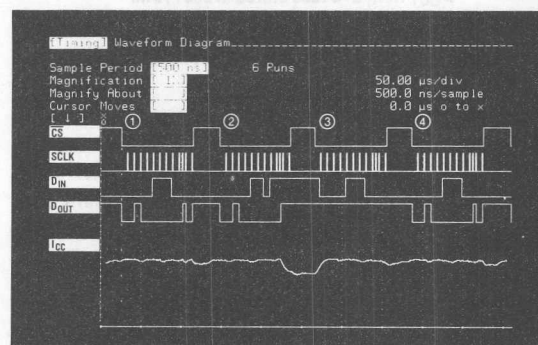 [Timing] Waveform Diagram
Sample Period [500 ns] 6 Runs
Magnification [ 1: ] 50.00 µs/div
Magnify About [ ] 500.0 ns/sample
Cursor Moves [ ] 0.0 µs o to x
[ ↓ ] ① ② ③ ④
CS
SCLK
DIN
DOUT
ICC